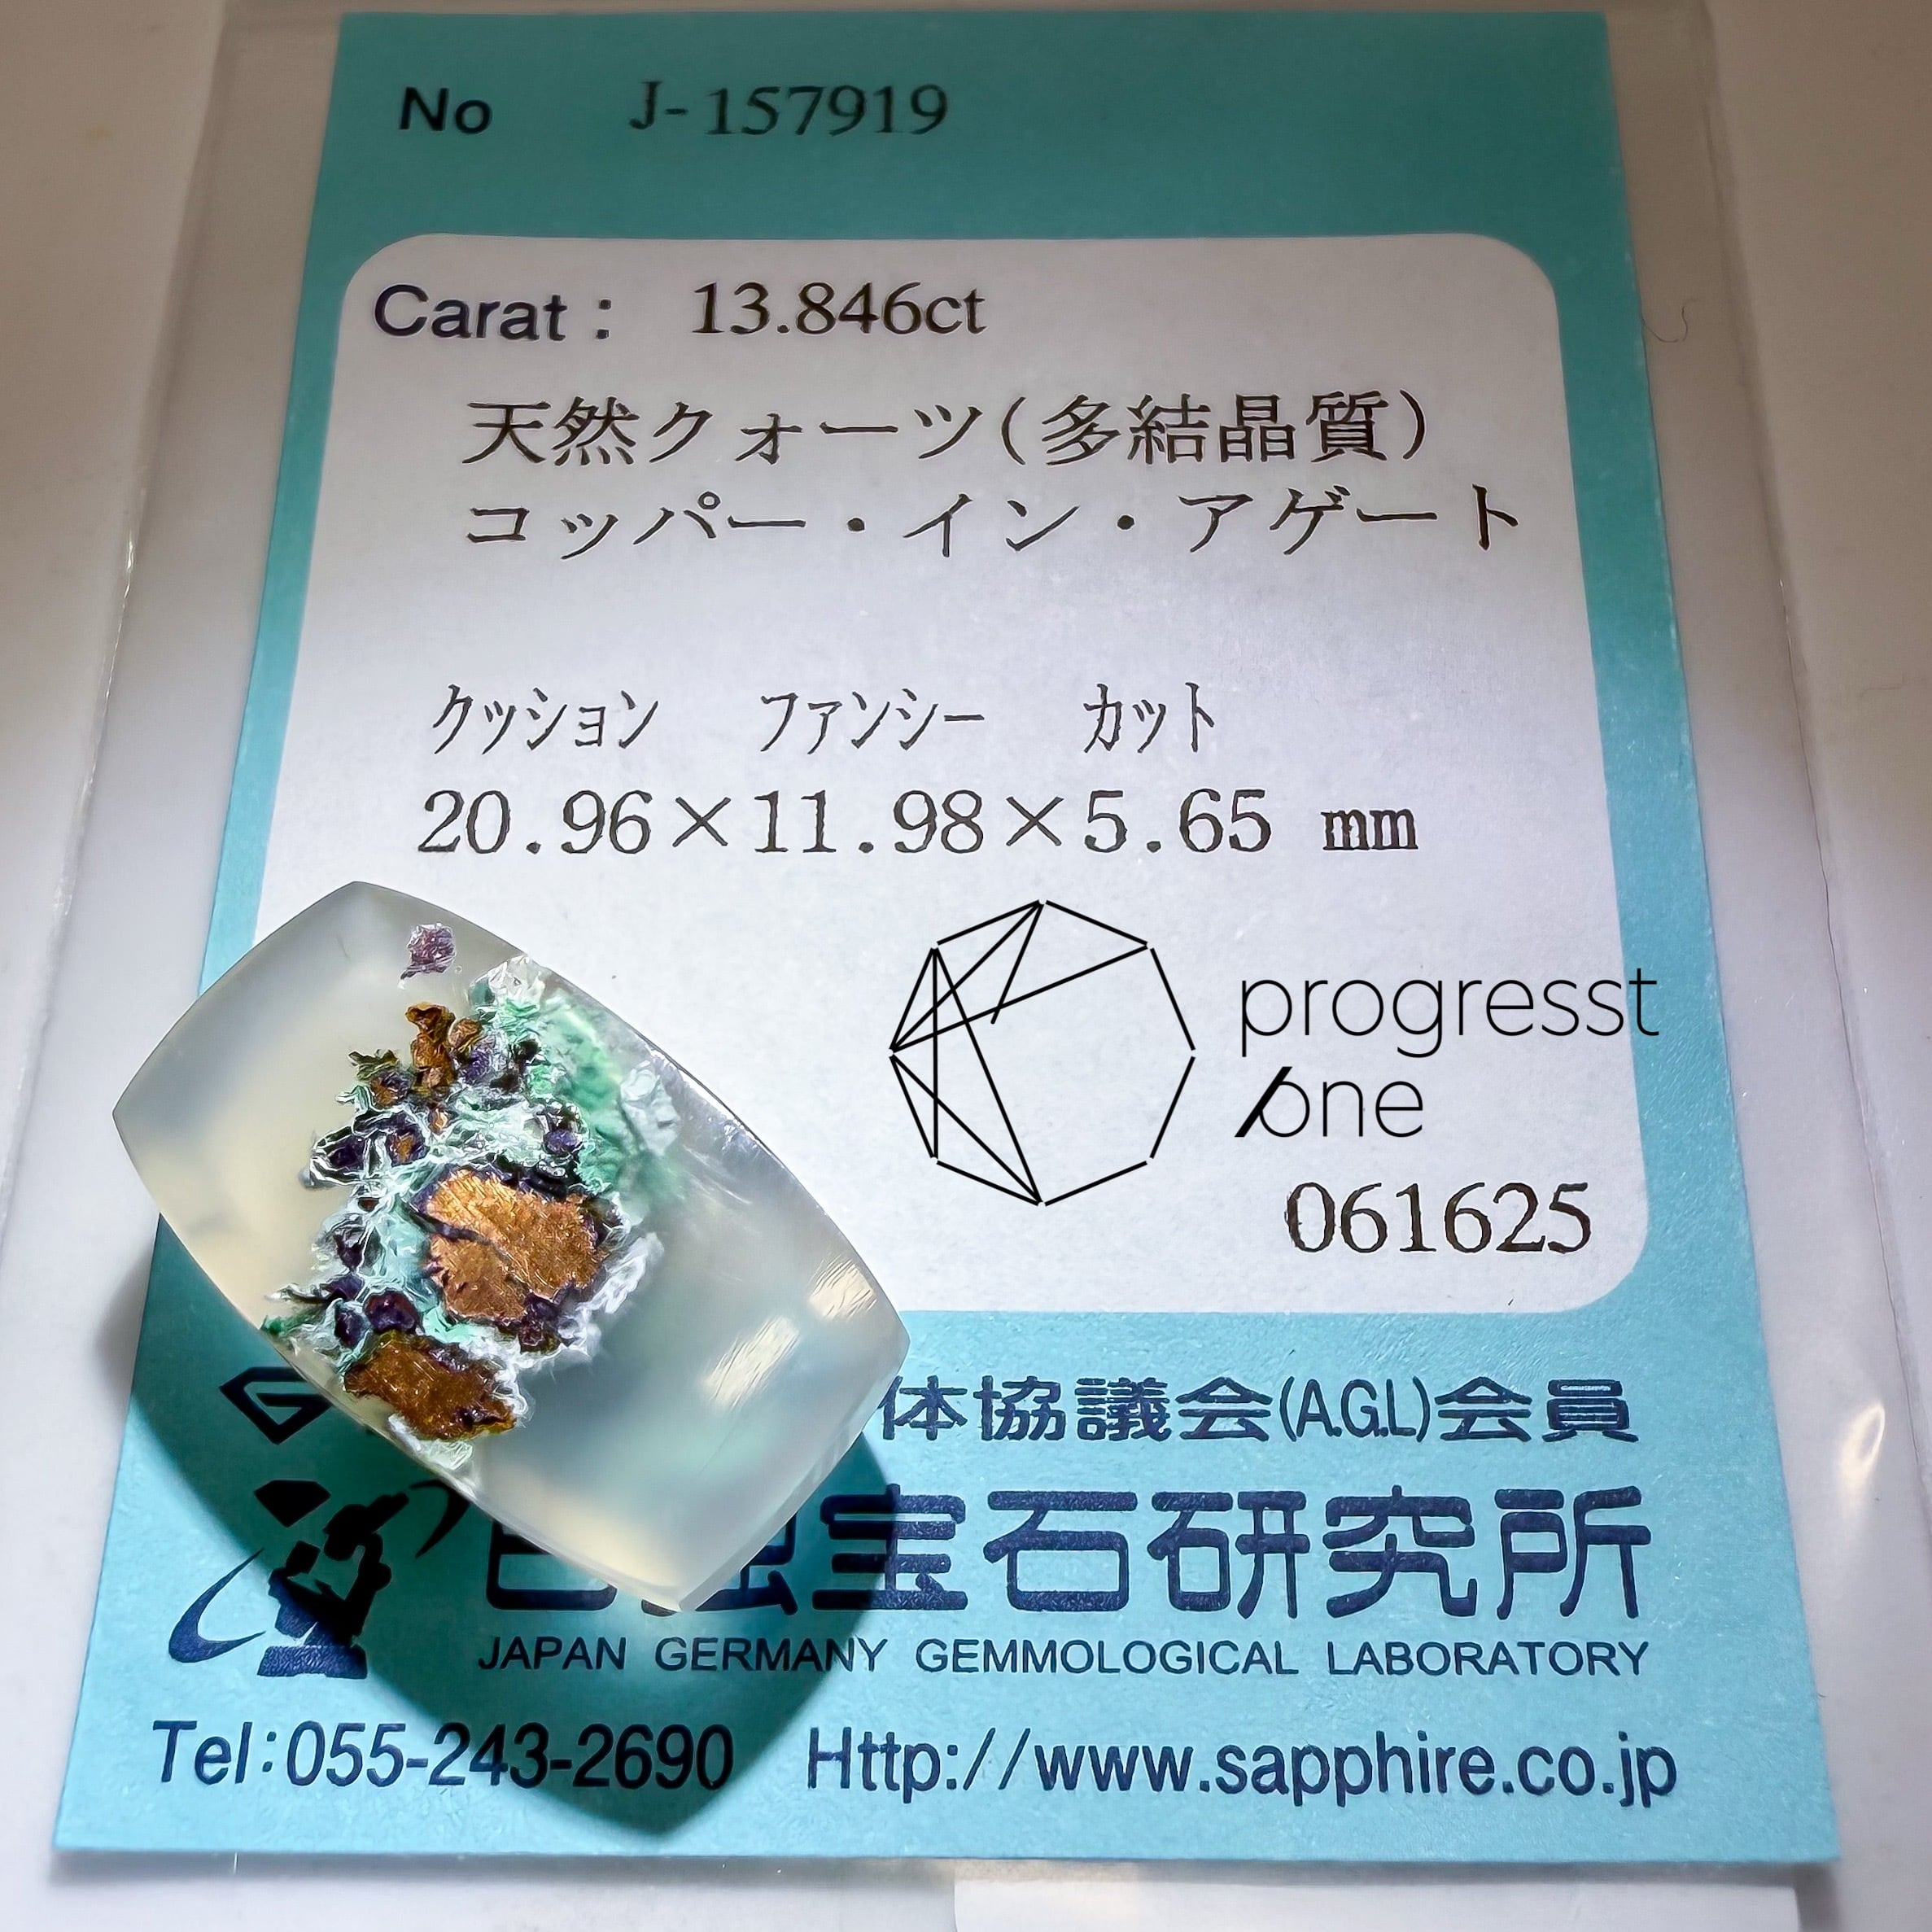 No J-157919
Carat : 13.846ct
天然クォーツ(多結晶質)
コッパー・イン・アゲート
クッション ファンシー カット
20.96×11.98×5.65 mm
progresst
one
061625
体協議会(A.G.L)会員
宝石研究所
JAPAN GERMANY GEMMOLOGICAL LABORATORY
Tel:055-243-2690 Http://www.sapphire.co.jp